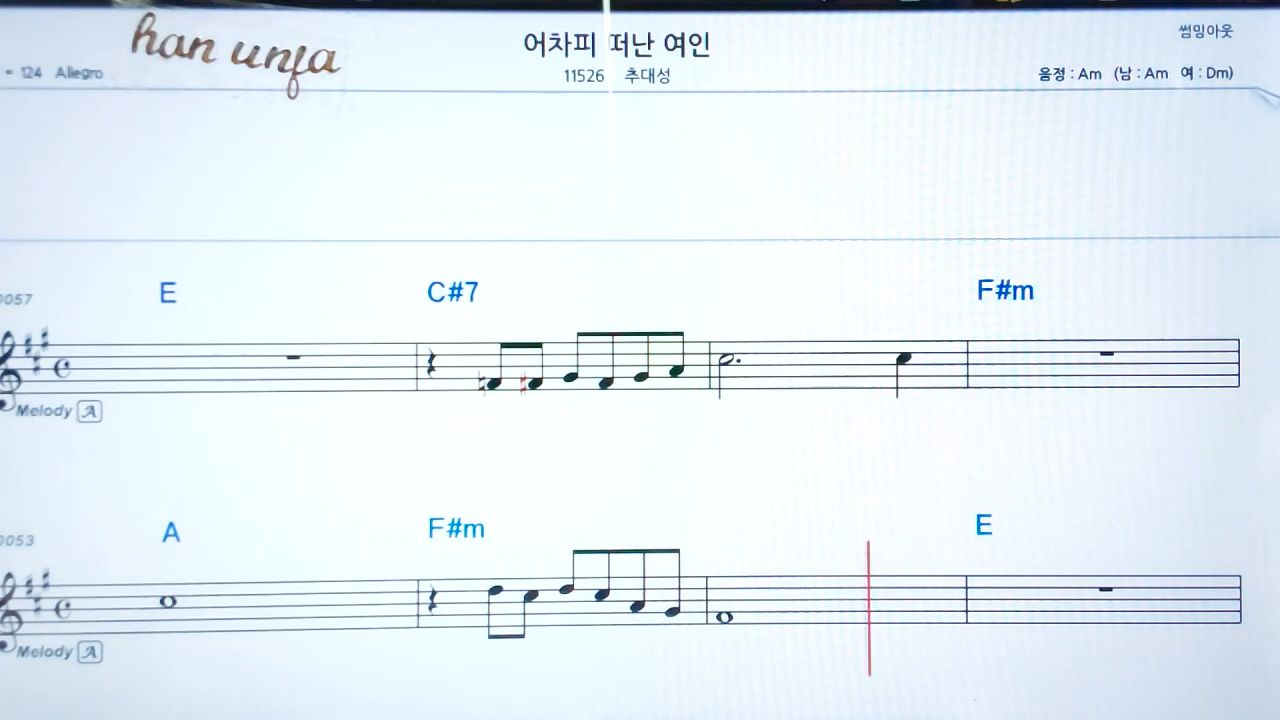 han unja
어차피 떠난 여인
썸밍아웃
= 124 Allegro
11526 추대성
음정 : Am (남 : Am 여 : Dm)
0057
E C#7 F#m
Melody A
0053
A F#m E
Melody A